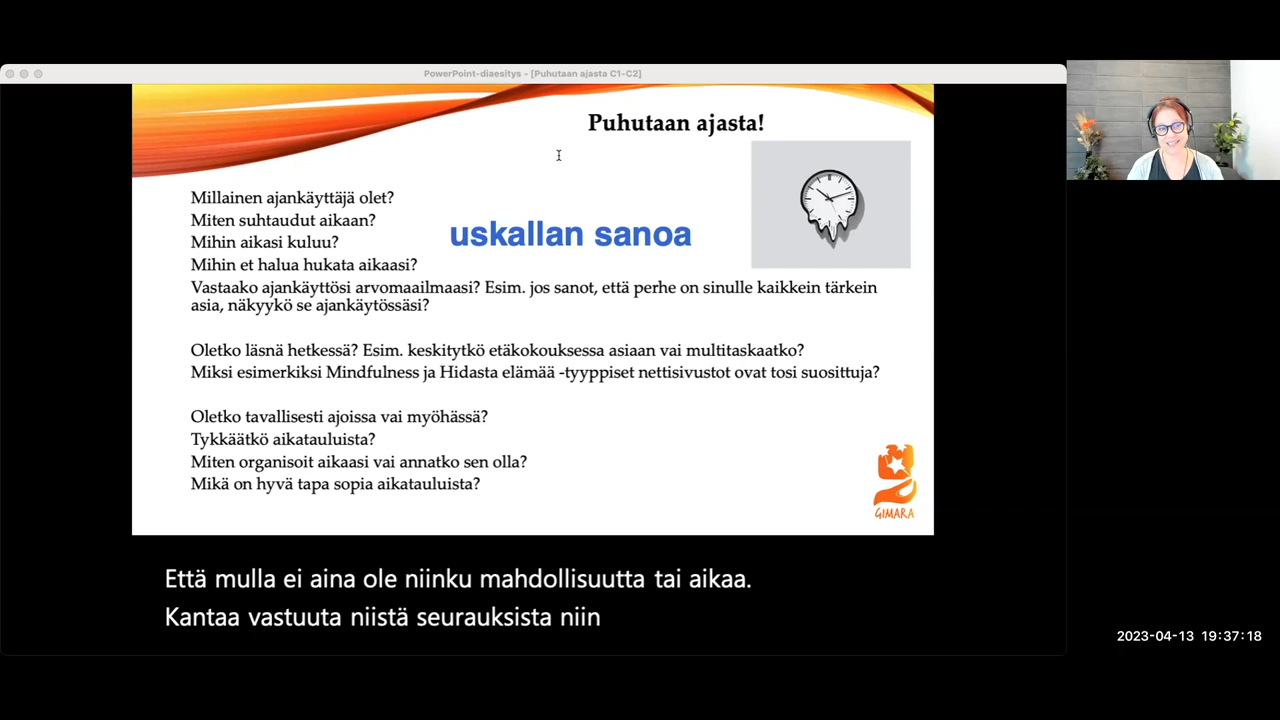 PowerPoint-diaesitys - [Puhutaan ajasta C1-C2]
Puhutaan ajasta!
Millainen ajankäyttäjä olet?
Miten suhtaudut aikaan?
Mihin aikasi kuluu?
uskallan sanoa
Mihin et halua hukata aikaasi?
Vastaako ajankäyttösi arvomaailmaasi? Esim. jos sanot, että perhe on sinulle kaikkein tärkein
asia, näkyykö se ajankäytössäsi?
Oletko läsnä hetkessä? Esim. keskitytkö etäkokouksessa asiaan vai multitaskaatko?
Miksi esimerkiksi Mindfulness ja Hidasta elämää -tyyppiset nettisivustot ovat tosi suosittuja?
Oletko tavallisesti ajoissa vai myöhässä?
Tykkäätkö aikatauluista?
Miten organisoit aikaasi vai annatko sen olla?
Mikä on hyvä tapa sopia aikatauluista?
GIMARA
Että mulla ei aina ole niinku mahdollisuutta tai aikaa.
Kantaa vastuuta niistä seurauksista niin
2023-04-13 19:37:18